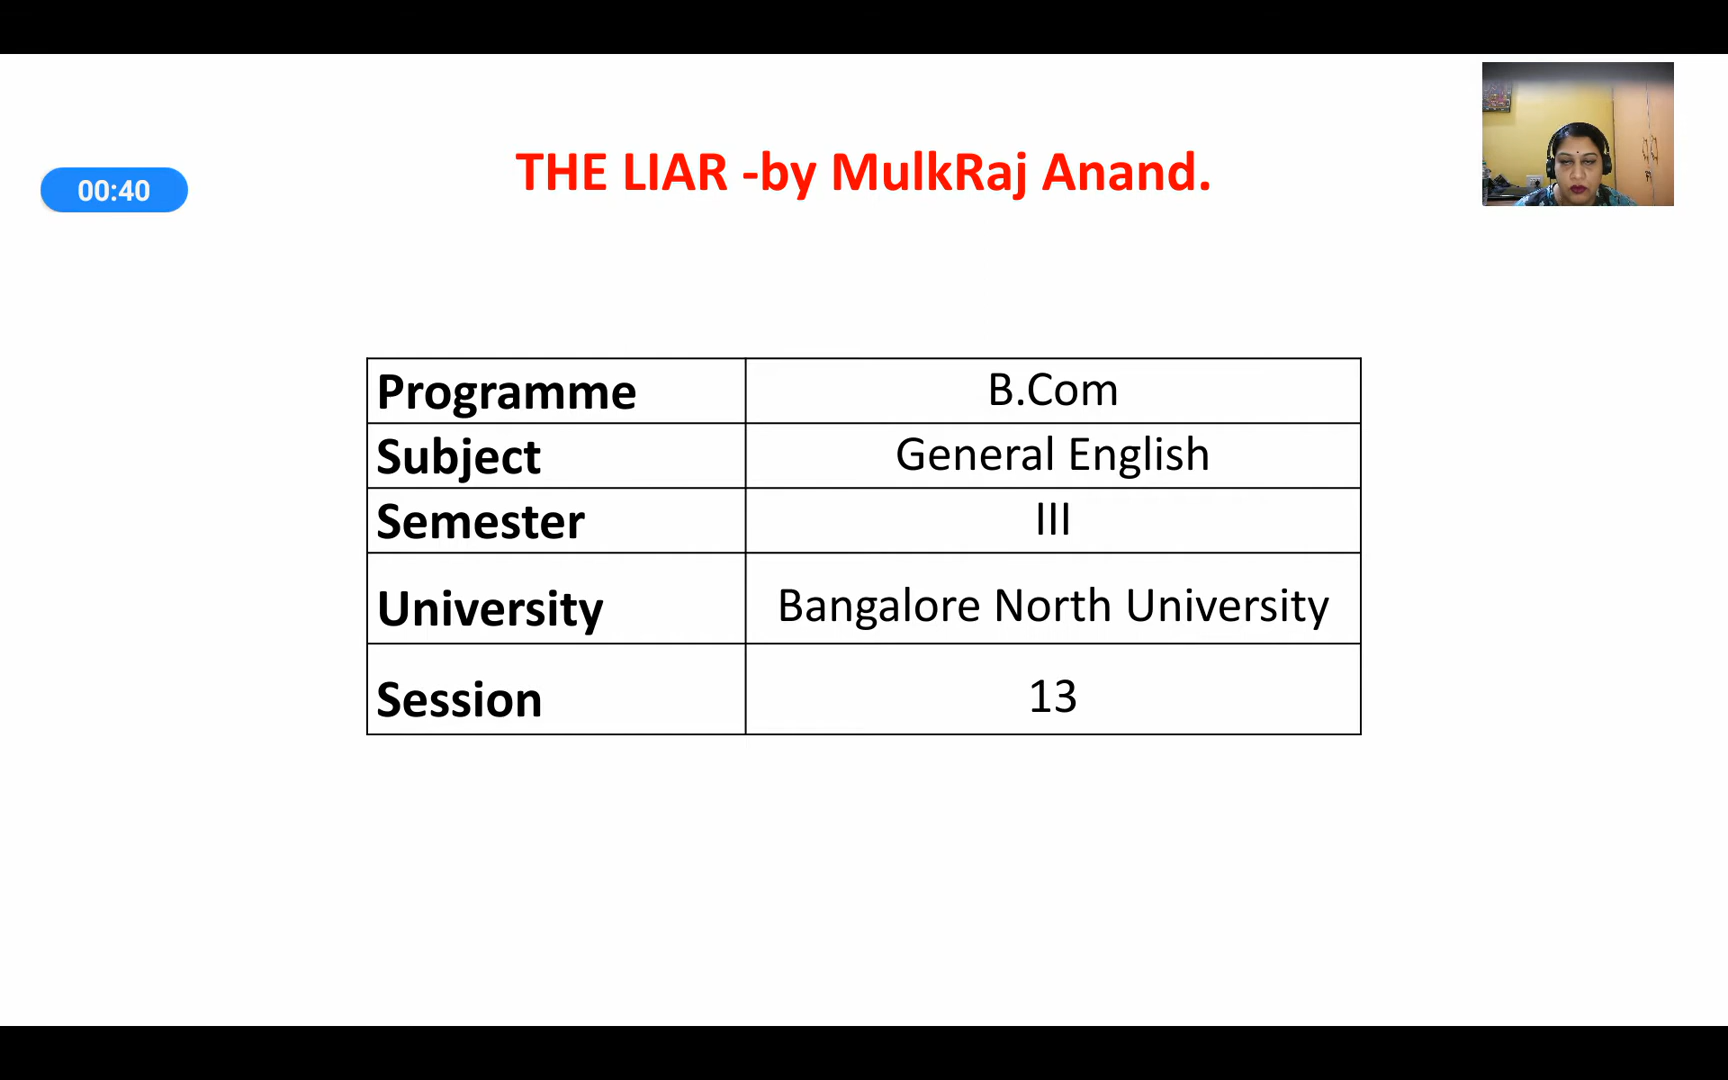 THE LIAR -by MulkRaj Anand.
00:40
Programme B.Com
Subject General English
Semester III
University Bangalore North University
Session 13